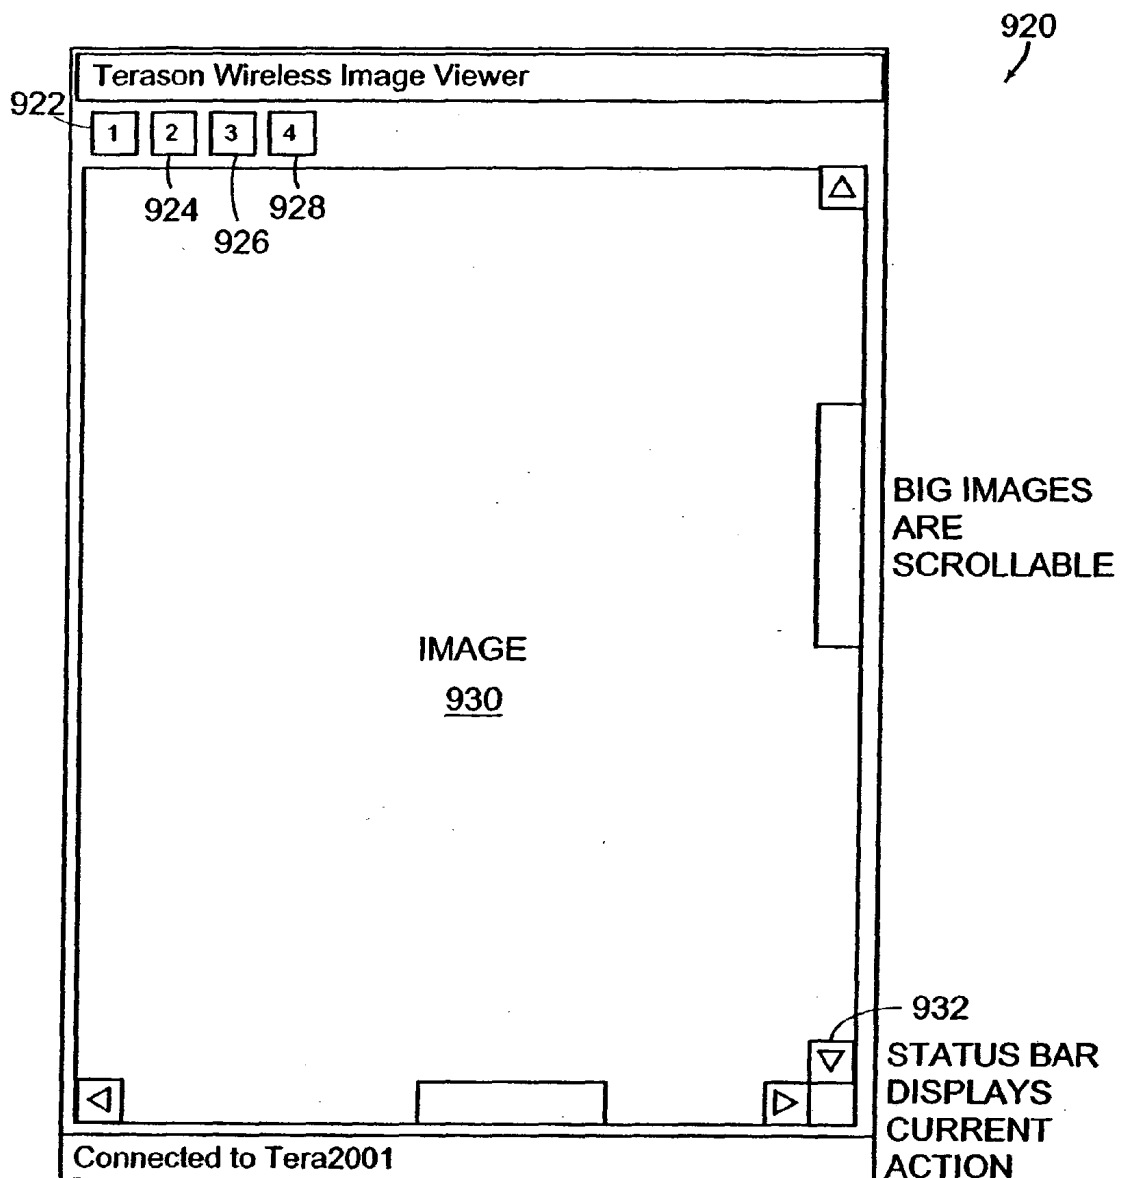 920
Terason Wireless Image Viewer
922
1 2 3 4
924
928
926
BIG IMAGES
ARE
SCROLLABLE
IMAGE
930
932
STATUS BAR
DISPLAYS
CURRENT
ACTION
Connected to Tera2001